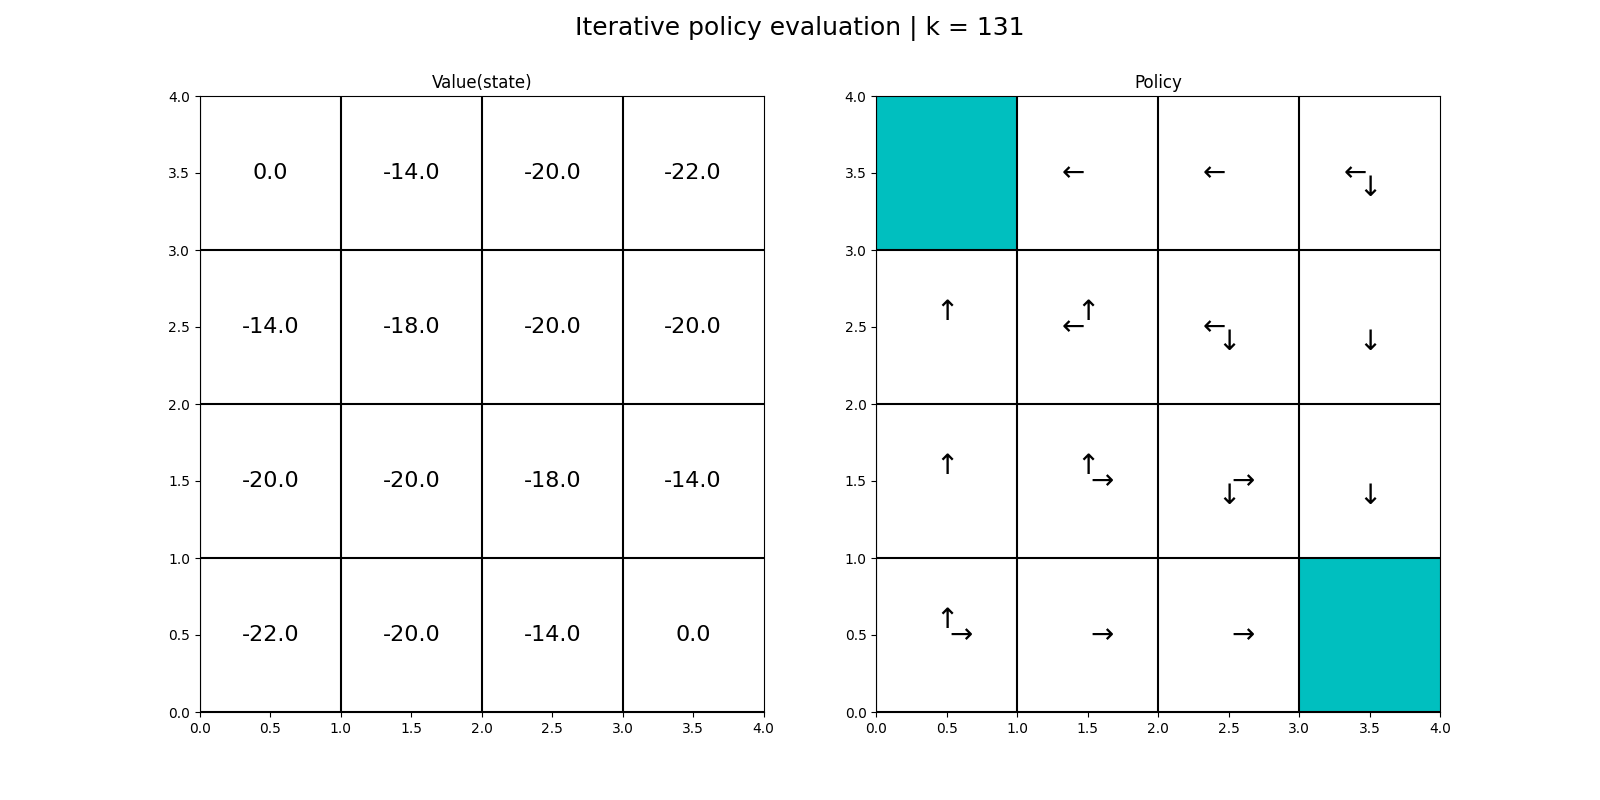 Iterative policy evaluation | k = 131
Value(state)
4.0
0.0 -14.0 -20.0 -22.0
3.5
3.0
-14.0 -18.0 -20.0 -20.0
2.5
2.0
-20.0 -20.0 -18.0 -14.0
1.5
1.0
-22.0 -20.0 -14.0 0.0
0.5
0.0
0.0 0.5 1.0 1.5 2.0 2.5 3.0 3.5 4.0
Policy
4.0
3.5 ← ← ← ↓
3.0
2.5 ↑ ← ↑ ← ↓ ↓
2.0
1.5 ↑ ↑ → ↓ → ↓
1.0
0.5 ↑ → → →
0.0
0.0 0.5 1.0 1.5 2.0 2.5 3.0 3.5 4.0